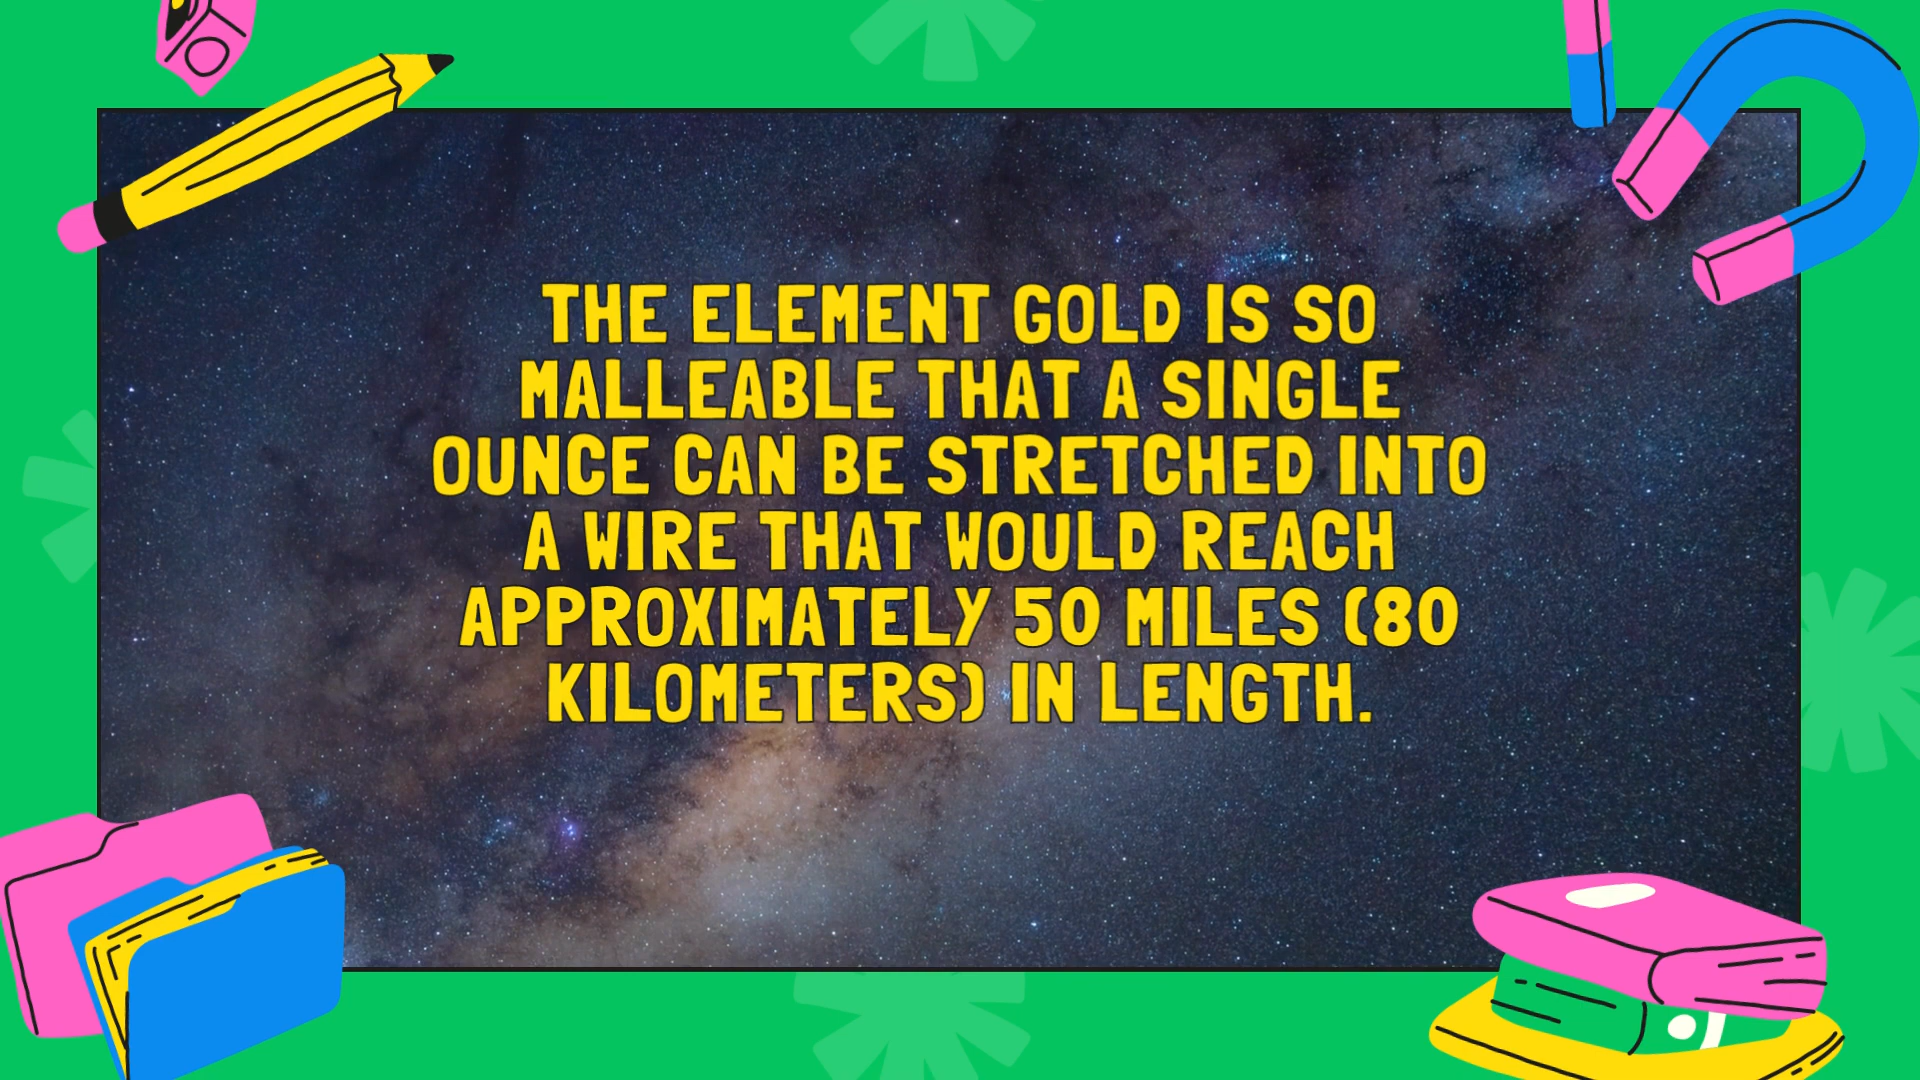 THE ELEMENT GOLD IS SO
MALLEABLE THAT A SINGLE
OUNCE CAN BE STRETCHED INTO
A WIRE THAT WOULD REACH
APPROXIMATELY 50 MILES (80
KILOMETERS) IN LENGTH.